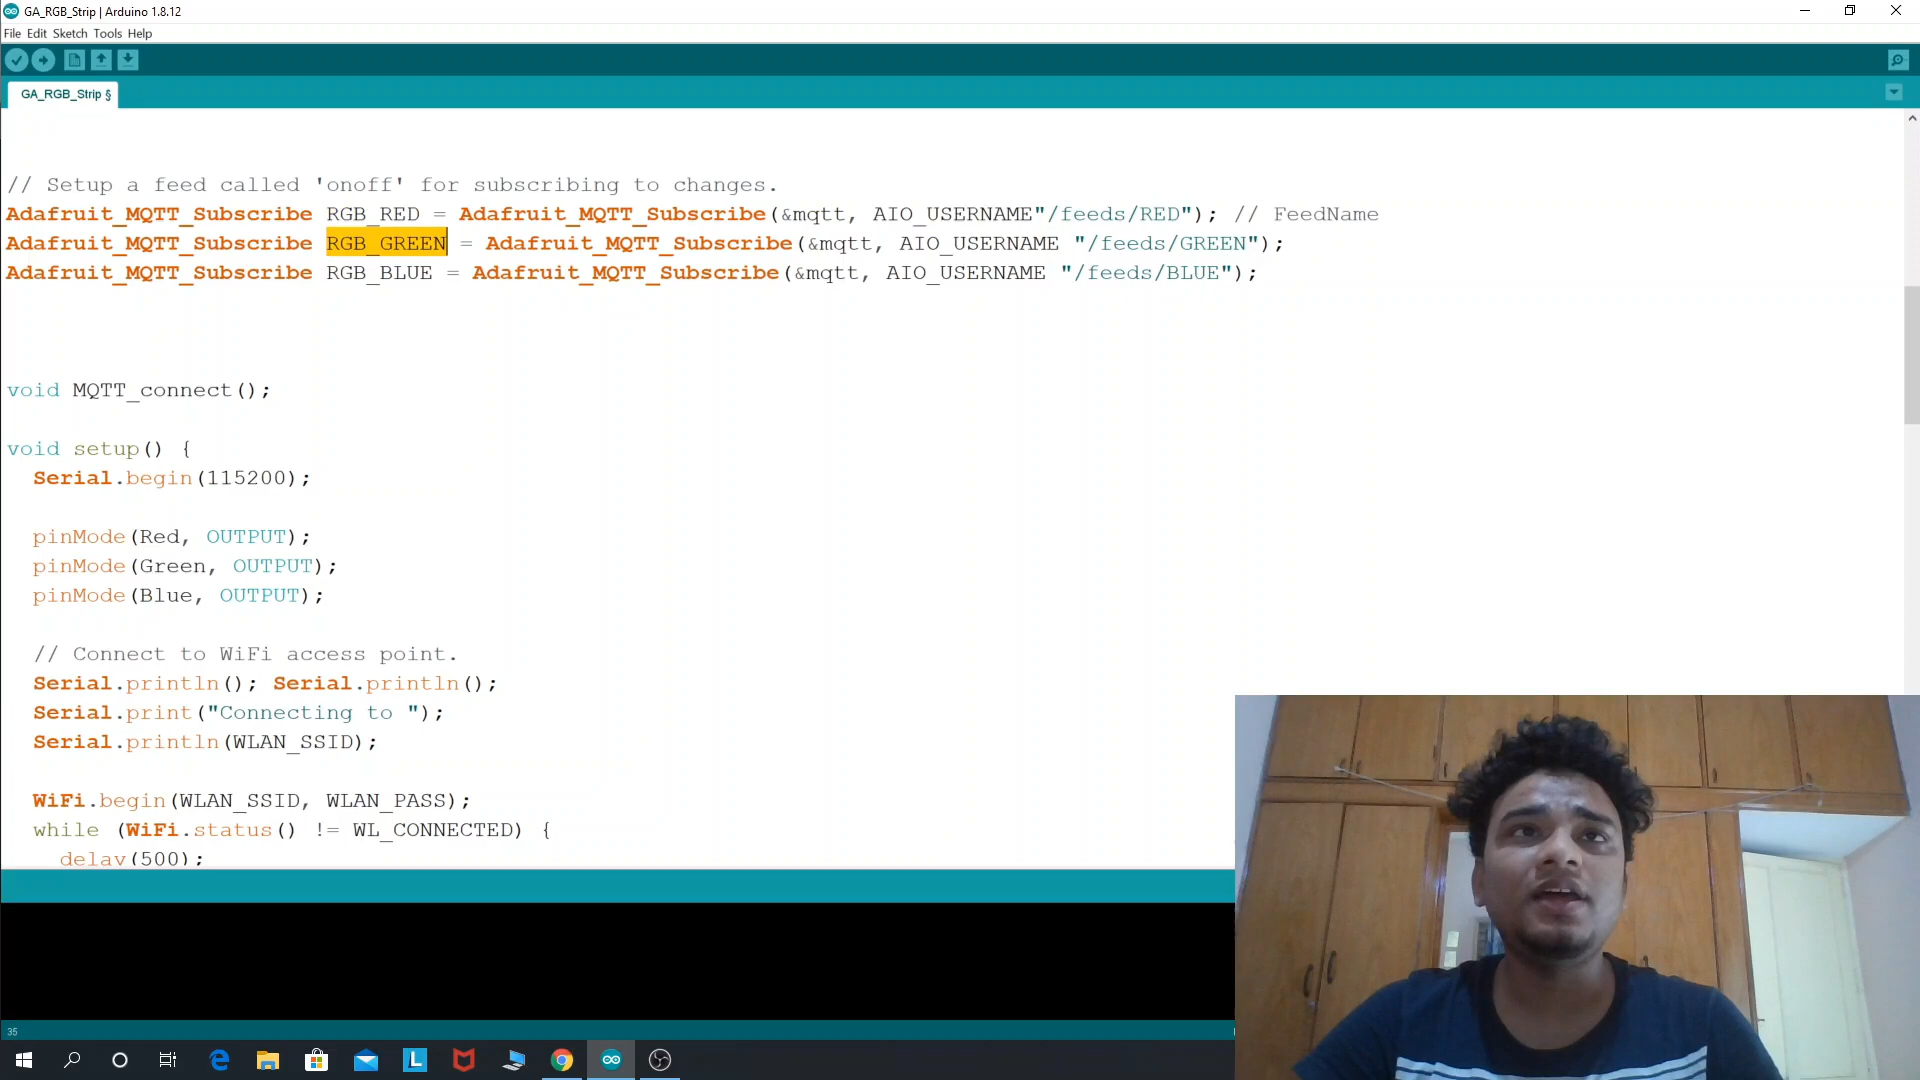 GA_RGB_Strip | Arduino 1.8.12
File Edit Sketch Tools Help
GA_RGB_Strip §
// Setup a feed called 'onoff' for subscribing to changes.
Adafruit_MQTT_Subscribe RGB_RED = Adafruit_MQTT_Subscribe(&mqtt, AIO_USERNAME"/feeds/RED"); // FeedName
Adafruit_MQTT_Subscribe RGB_GREEN = Adafruit_MQTT_Subscribe(&mqtt, AIO_USERNAME "/feeds/GREEN");
Adafruit_MQTT_Subscribe RGB_BLUE = Adafruit_MQTT_Subscribe(&mqtt, AIO_USERNAME "/feeds/BLUE");
void MQTT_connect();
void setup() {
Serial.begin(115200);
pinMode(Red, OUTPUT);
pinMode(Green, OUTPUT);
pinMode(Blue, OUTPUT);
// Connect to WiFi access point.
Serial.println(); Serial.println();
Serial.print("Connecting to ");
Serial.println(WLAN_SSID);
WiFi.begin(WLAN_SSID, WLAN_PASS);
while (WiFi.status() != WL_CONNECTED) {
delay(500);
35
L